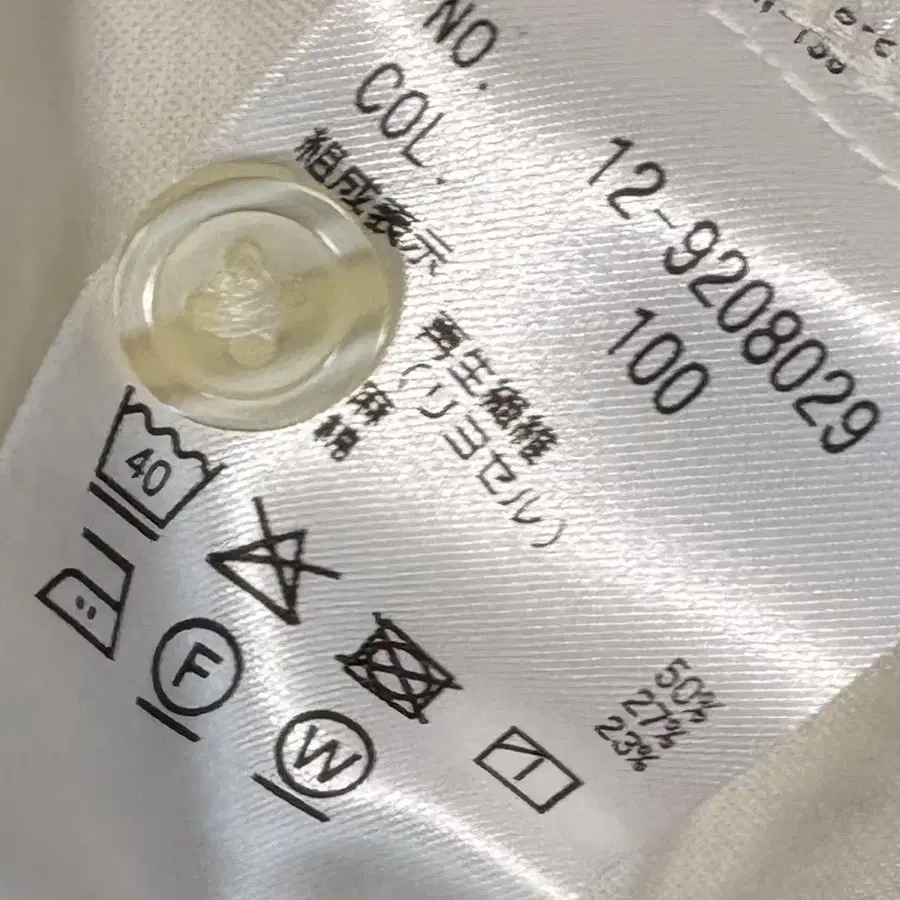 NO. 12-9208029
COL. 100
組成表示
再生繊維
(リヨセル) 50%
麻 27%
綿 23%
40
F
W